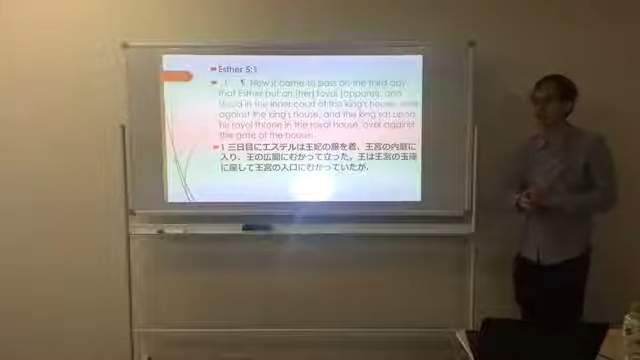 Esther 5:1
1 ¶ Now it came to pass on the third day,
that Esther put on [her] royal [apparel], and
stood in the inner court of the king's house, over
against the king's house: and the king sat upon
his royal throne in the royal house, over against
the gate of the house.
1 三日目にエステルは王妃の服を着、王宮の内庭に
入り、王の広間にむかって立った。王は王宮の玉座
に座して王宮の入口にむかっていたが、